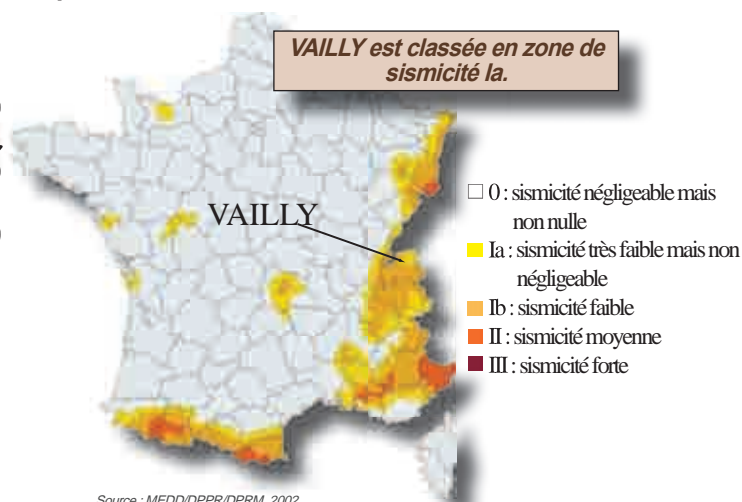 VAILLY est classée en zone de
sismicité Ia.
VAILLY
0 : sismicité négligeable mais
non nulle
Ia : sismicité très faible mais non
négligeable
Ib : sismicité faible
II : sismicité moyenne
III : sismicité forte
Source : MEDD/DPPR/DPRM, 2002